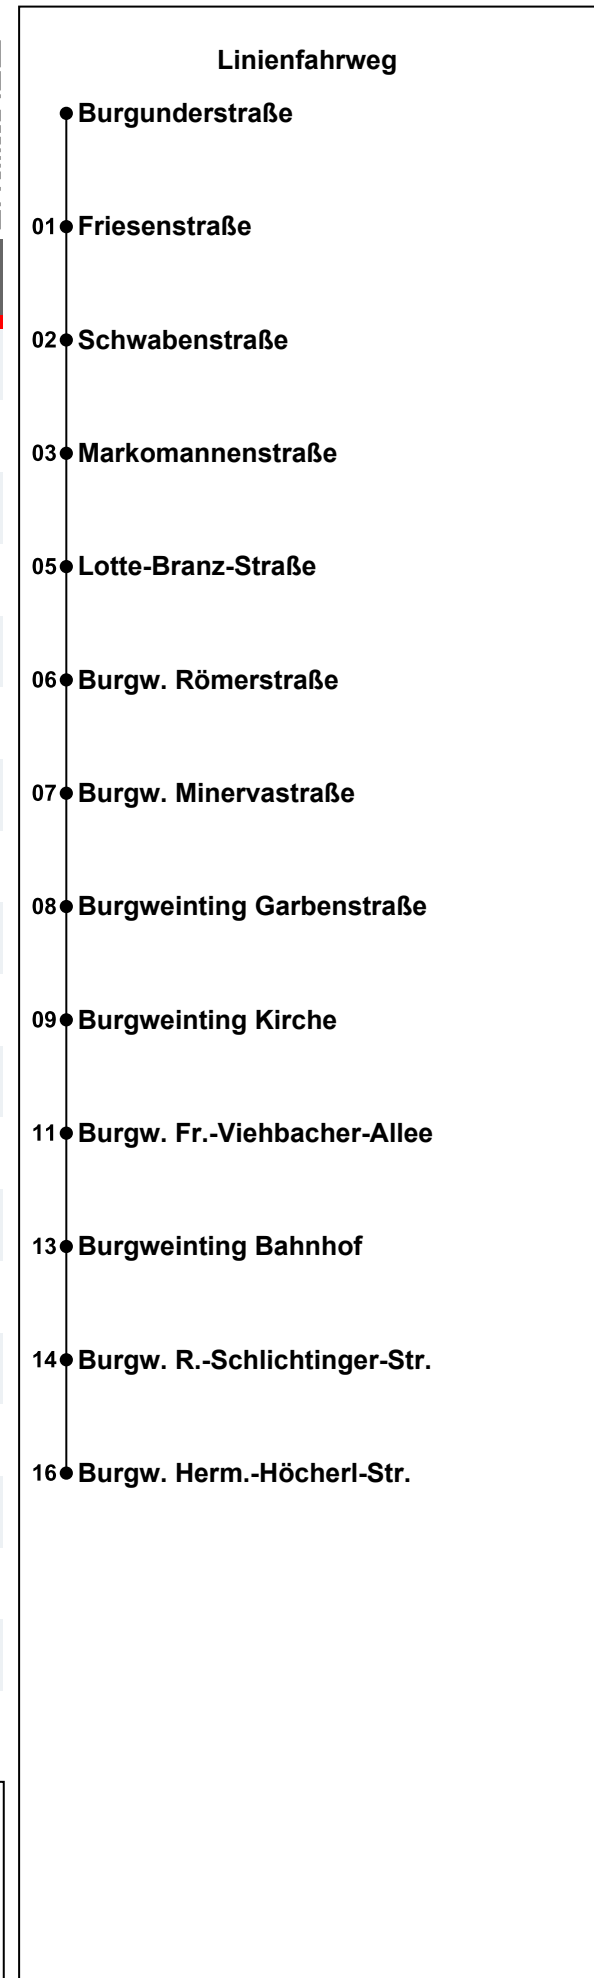 Linienfahrweg
Burgunderstraße
01 Friesenstraße
02 Schwabenstraße
03 Markomannenstraße
05 Lotte-Branz-Straße
06 Burgw. Römerstraße
07 Burgw. Minervastraße
08 Burgweinting Garbenstraße
09 Burgweinting Kirche
11 Burgw. Fr.-Viehbacher-Allee
13 Burgweinting Bahnhof
14 Burgw. R.-Schlichtinger-Str.
16 Burgw. Herm.-Höcherl-Str.